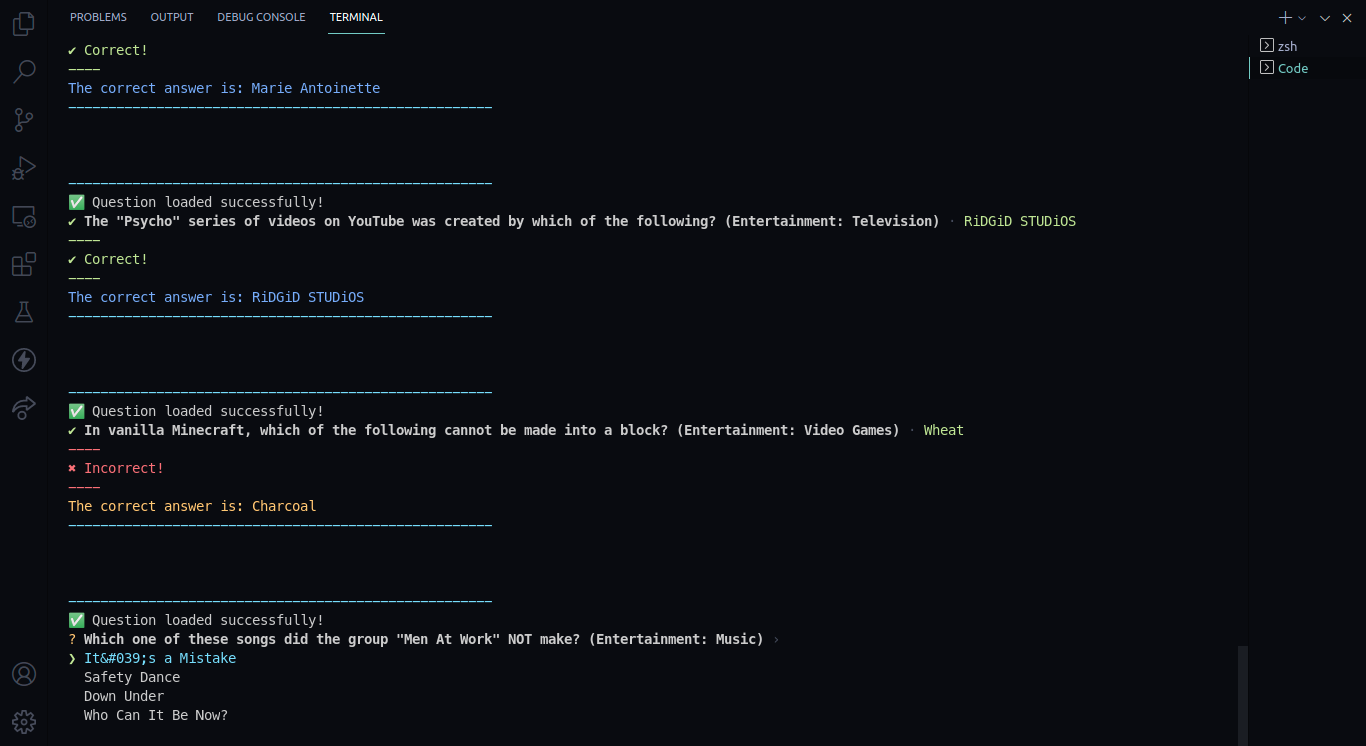 PROBLEMS OUTPUT DEBUG CONSOLE TERMINAL
zsh
Code
✔ Correct!
————
The correct answer is: Marie Antoinette
—————————————————————————————————————————————————————
—————————————————————————————————————————————————————
✅ Question loaded successfully!
✔ The "Psycho" series of videos on YouTube was created by which of the following? (Entertainment: Television) · RiDGiD STUDiOS
————
✔ Correct!
————
The correct answer is: RiDGiD STUDiOS
—————————————————————————————————————————————————————
—————————————————————————————————————————————————————
✅ Question loaded successfully!
✔ In vanilla Minecraft, which of the following cannot be made into a block? (Entertainment: Video Games) · Wheat
————
✖ Incorrect!
————
The correct answer is: Charcoal
—————————————————————————————————————————————————————
—————————————————————————————————————————————————————
✅ Question loaded successfully!
? Which one of these songs did the group "Men At Work" NOT make? (Entertainment: Music) ›
❯ It&#039;s a Mistake
Safety Dance
Down Under
Who Can It Be Now?